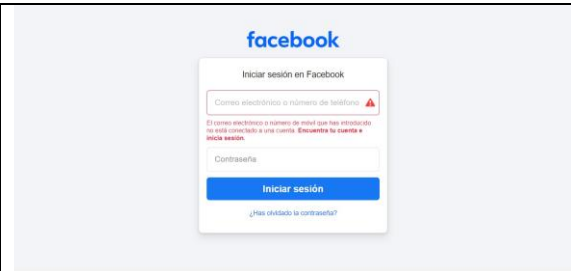 facebook
Iniciar sesión en Facebook
Correo electrónico o número de teléfono
El correo electrónico o número de móvil que has introducido
no está conectado a una cuenta. Encuentra tu cuenta e
inicia sesión.
Contraseña
Iniciar sesión
¿Has olvidado la contraseña?